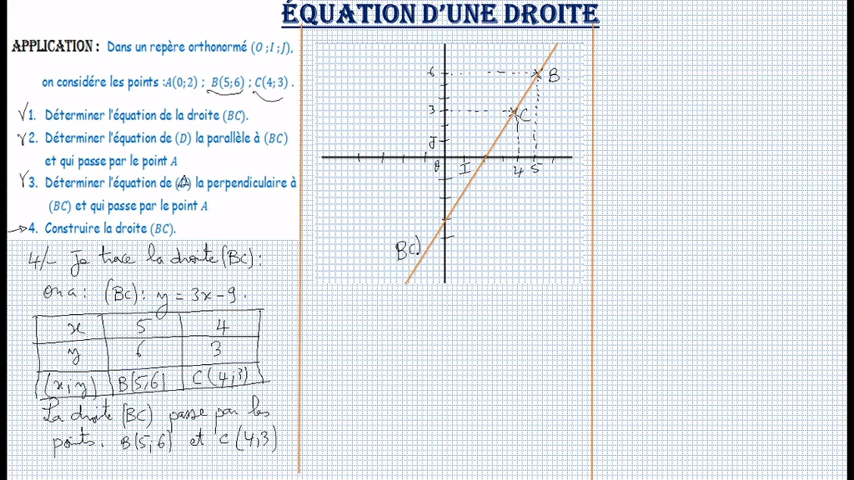 ÉQUATION D'UNE DROITE
APPLICATION : Dans un repère orthonormé (O ;I ;J),
on considére les points :A(0;2) ; B(5;6) ; C(4;3) .
1. Déterminer l'équation de la droite (BC).
2. Déterminer l'équation de (D) la parallèle à (BC)
et qui passe par le point A
3. Déterminer l'équation de (Δ) la perpendiculaire à
(BC) et qui passe par le point A
4. Construire la droite (BC).
4/- Je trace la droite (BC) :
on a : (BC) : y = 3x - 9 .
x 5 4
y 6 3
(x,y) B(5,6) C(4,3)
La droite (BC) passe par les
points . B(5;6) et C(4,3)
6 B
3 C
J
0 I 4 5
BC)